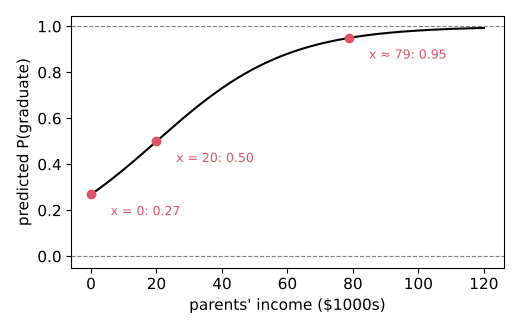 1.0
0.8
0.6
0.4
0.2
0.0
predicted P(graduate)
x ≈ 79: 0.95
x = 20: 0.50
x = 0: 0.27
0 20 40 60 80 100 120
parents' income ($1000s)